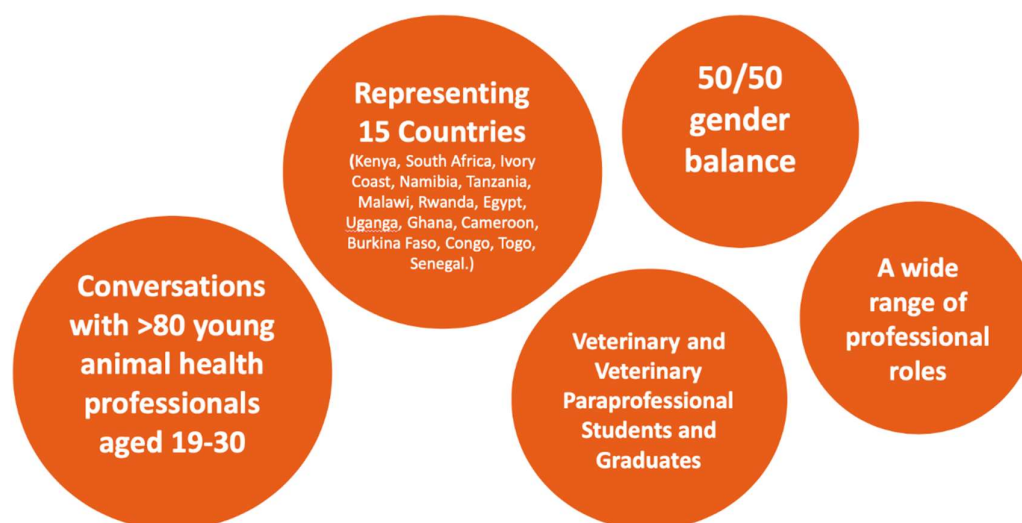 Conversations
with >80 young
animal health
professionals
aged 19-30
Representing
15 Countries
(Kenya, South Africa, Ivory
Coast, Namibia, Tanzania,
Malawi, Rwanda, Egypt,
Uganga, Ghana, Cameroon,
Burkina Faso, Congo, Togo,
Senegal.)
50/50
gender
balance
Veterinary and
Veterinary
Paraprofessional
Students and
Graduates
A wide
range of
professional
roles